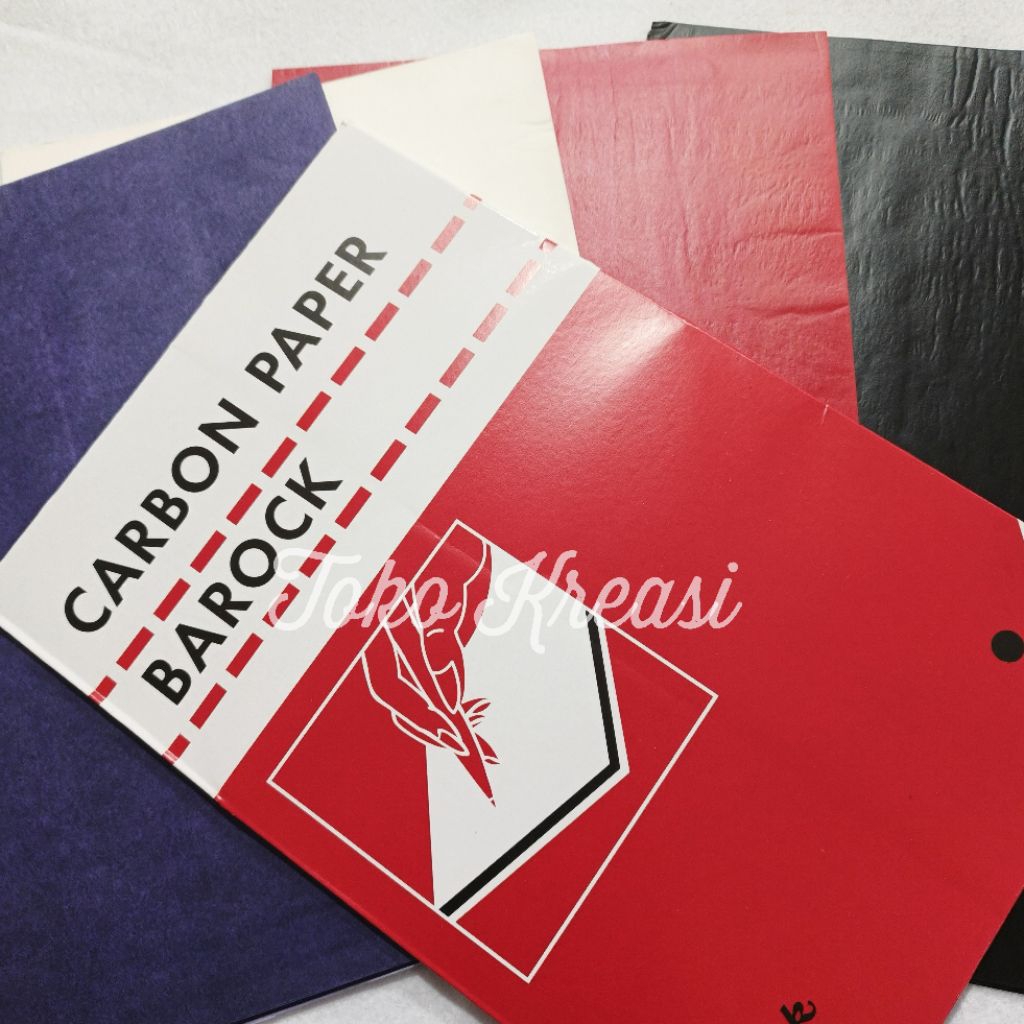 CARBON PAPER
BAROCK
Toko Kreasi